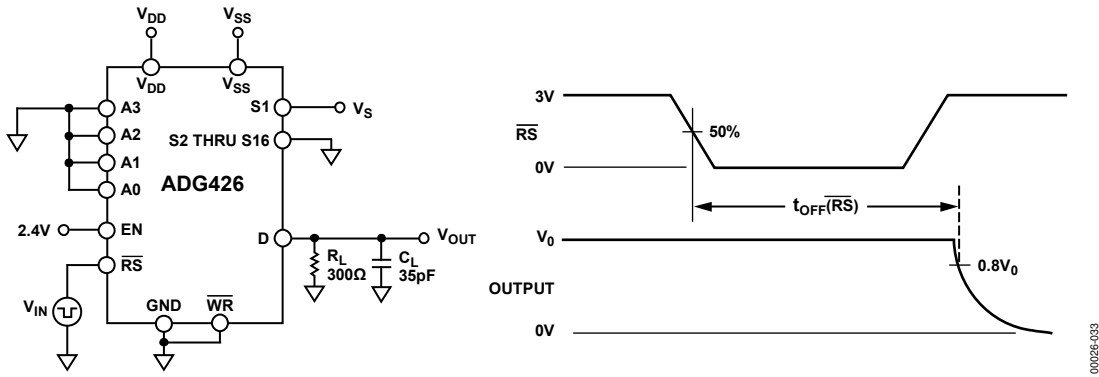 VDD
VSS
VDD
VSS
A3
A2
A1
A0
ADG426
S1
VS
S2 THRU S16
2.4V
EN
D
VOUT
RS
RL
300Ω
CL
35pF
VIN
GND
WR
3V
RS
50%
0V
tOFF(RS)
V0
0.8V0
OUTPUT
0V
00026-033